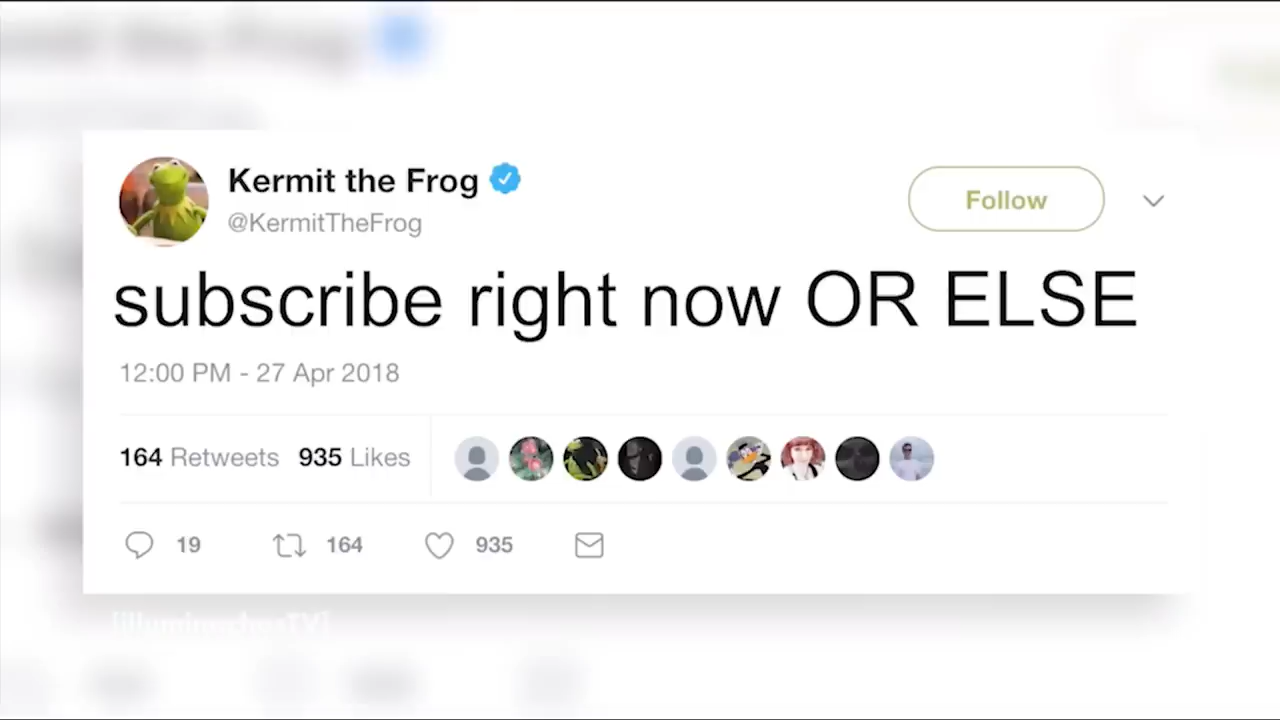 Kermit the Frog
@KermitTheFrog
Follow
subscribe right now OR ELSE
12:00 PM - 27 Apr 2018
164 Retweets 935 Likes
19 164 935